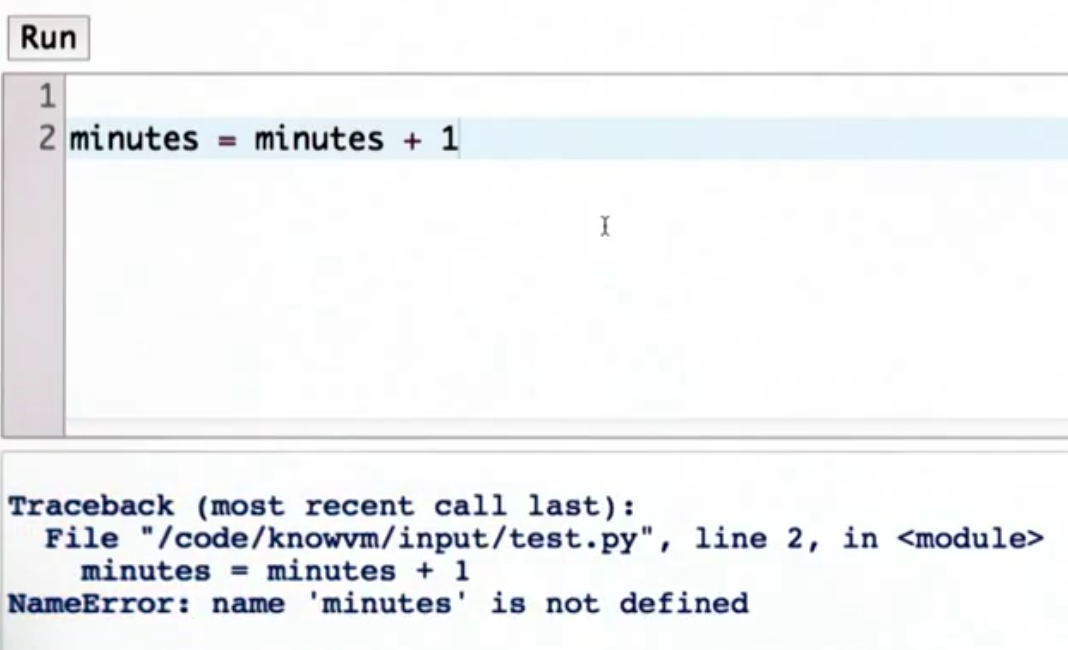 Run
1
2 minutes = minutes + 1
Traceback (most recent call last):
  File "/code/knowvm/input/test.py", line 2, in <module>
    minutes = minutes + 1
NameError: name 'minutes' is not defined